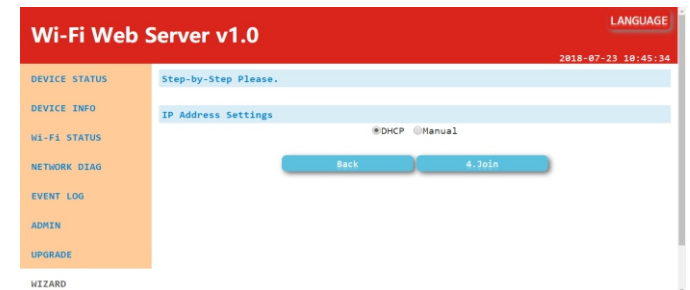 LANGUAGE
Wi-Fi Web Server v1.0
2018-07-23 10:45:34
DEVICE STATUS
Step-by-Step Please.
DEVICE INFO
IP Address Settings
DHCP Manual
Wi-Fi STATUS
Back 4.Join
NETWORK DIAG
EVENT LOG
ADMIN
UPGRADE
WIZARD